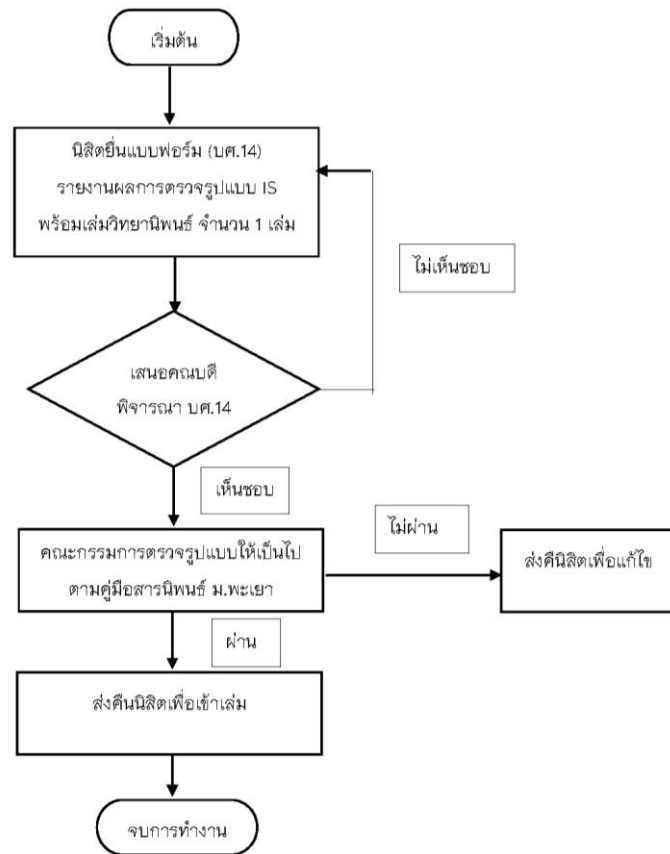 เริ่มต้น
นิสิตยื่นแบบฟอร์ม (บศ.14)
รายงานผลการตรวจรูปแบบ IS
พร้อมเล่มวิทยานิพนธ์ จำนวน 1 เล่ม
ไม่เห็นชอบ
เสนอคณบดี
พิจารณา บศ.14
เห็นชอบ
ไม่ผ่าน
คณะกรรมการตรวจรูปแบบให้เป็นไป
ตามคู่มือสารนิพนธ์ ม.พะเยา
ส่งคืนิสิตเพื่อแก้ไข
ผ่าน
ส่งคืนนิสิตเพื่อเข้าเล่ม
จบการทำงาน